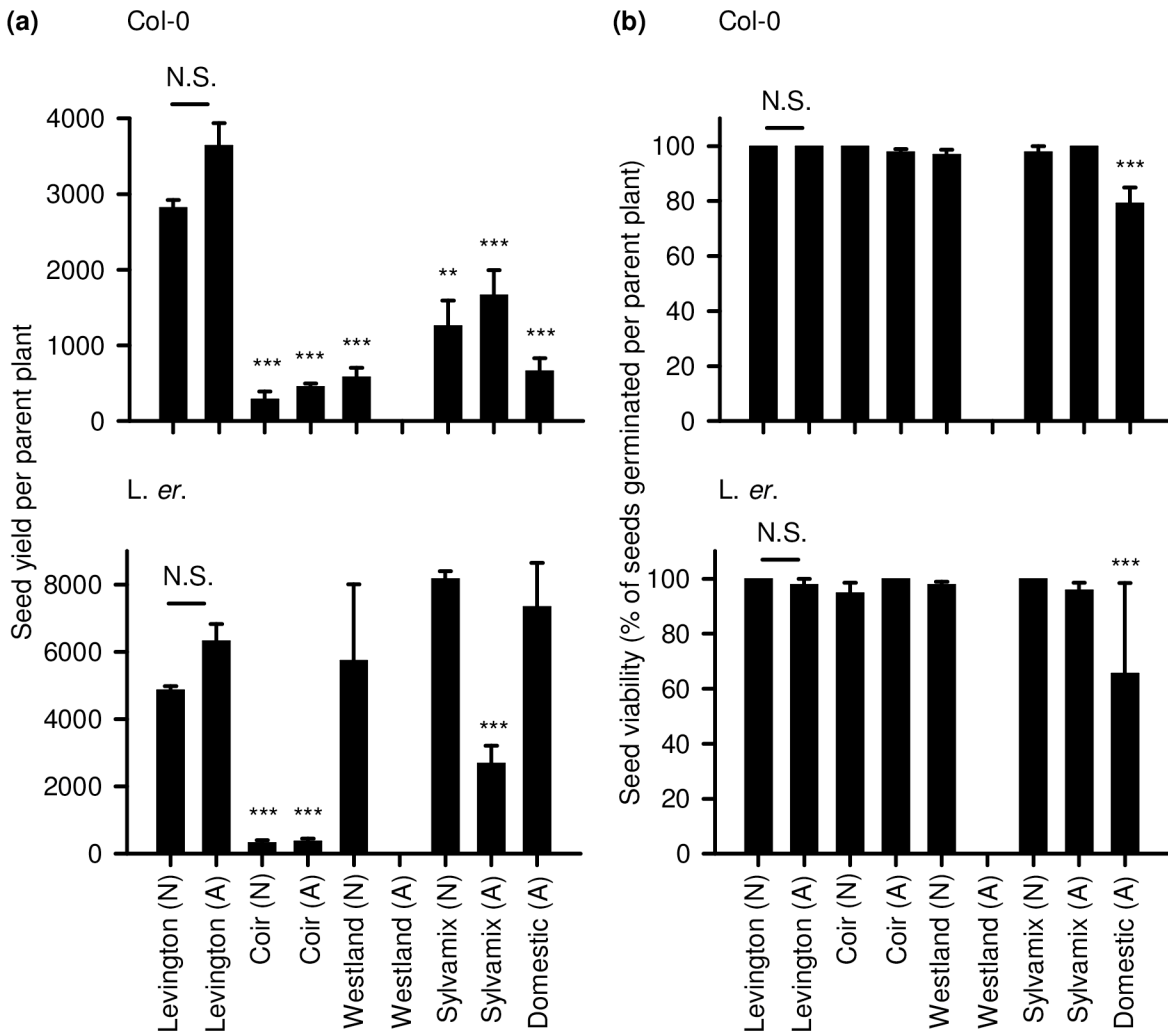 (a) Col-0
N.S.
4000
3000
2000
1000
0
*** *** *** ** *** ***
Seed yield per parent plant
L. er.
N.S.
8000
6000
4000
2000
0
*** *** ***
Levington (N)
Levington (A)
Coir (N)
Coir (A)
Westland (N)
Westland (A)
Sylvamix (N)
Sylvamix (A)
Domestic (A)
(b) Col-0
N.S.
100
80
60
40
20
0
***
Seed viability (% of seeds germinated per parent plant)
L. er.
N.S.
100
80
60
40
20
0
***
Levington (N)
Levington (A)
Coir (N)
Coir (A)
Westland (N)
Westland (A)
Sylvamix (N)
Sylvamix (A)
Domestic (A)